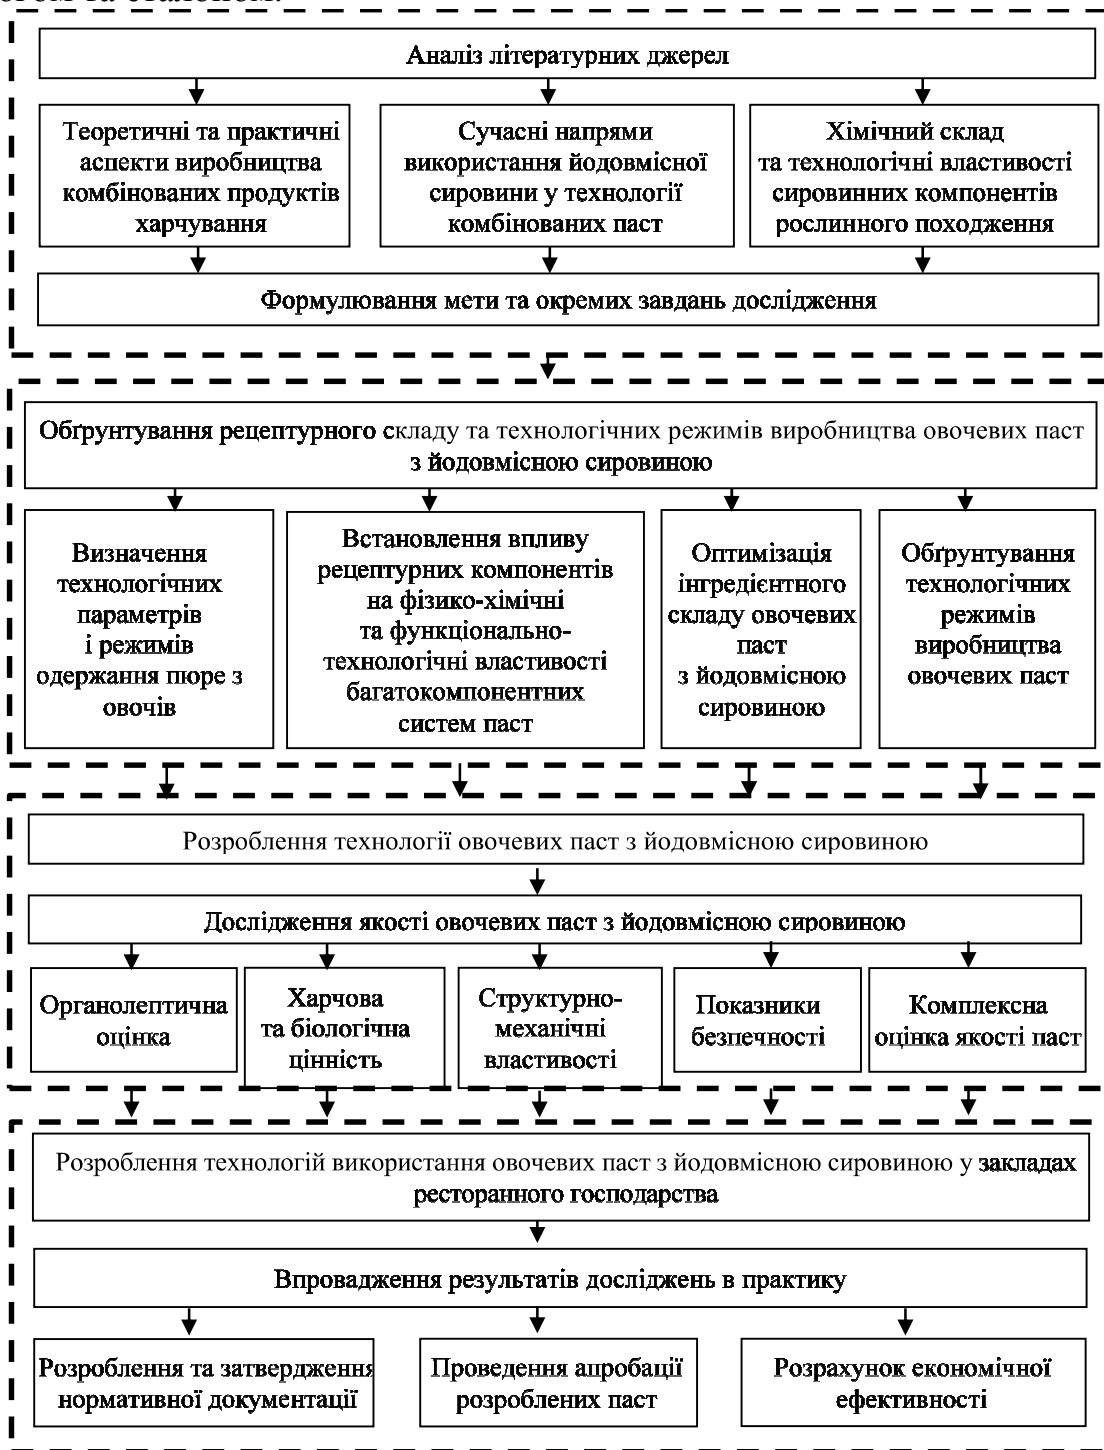 та еталоном.
Аналіз літературних джерел
Теоретичні та практичні
аспекти виробництва
комбінованих продуктів
харчування
Сучасні напрями
використання йодовмісної
сировини у технології
комбінованих паст
Хімічний склад
та технологічні властивості
сировинних компонентів
рослинного походження
Формулювання мети та окремих завдань дослідження
Обґрунтування рецептурного складу та технологічних режимів виробництва овочевих паст
з йодовмісною сировиною
Визначення
технологічних
параметрів
і режимів
одержання пюре з
овочів
Встановлення впливу
рецептурних компонентів
на фізико-хімічні
та функціонально-
технологічні властивості
багатокомпонентних
систем паст
Оптимізація
інгредієнтного
складу овочевих
паст
з йодовмісною
сировиною
Обґрунтування
технологічних
режимів
виробництва
овочевих паст
Розроблення технології овочевих паст з йодовмісною сировиною
Дослідження якості овочевих паст з йодовмісною сировиною
Органолептична
оцінка
Харчова
та біологічна
цінність
Структурно-
механічні
властивості
Показники
безпечності
Комплексна
оцінка якості паст
Розроблення технологій використання овочевих паст з йодовмісною сировиною у закладах
ресторанного господарства
Впровадження результатів досліджень в практику
Розроблення та затвердження
нормативної документації
Проведення апробації
розроблених паст
Розрахунок економічної
ефективності